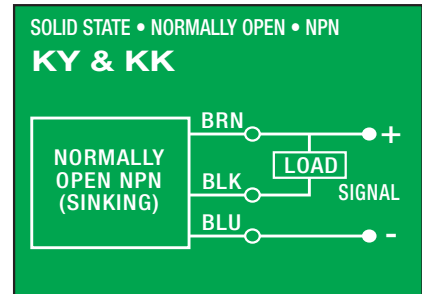 SOLID STATE • NORMALLY OPEN • NPN
KY & KK
BRN
+
NORMALLY
OPEN NPN
(SINKING)
LOAD
BLK
SIGNAL
BLU
-